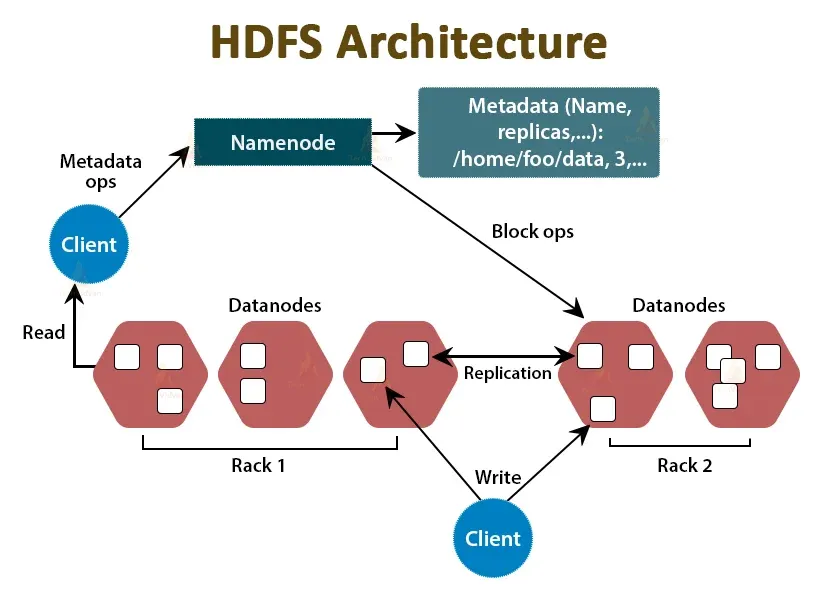 HDFS Architecture
Namenode
Metadata (Name,
replicas,...):
/home/foo/data, 3,...
Metadata
ops
Client
Block ops
Read
Datanodes
Datanodes
Replication
Rack 1
Write
Rack 2
Client